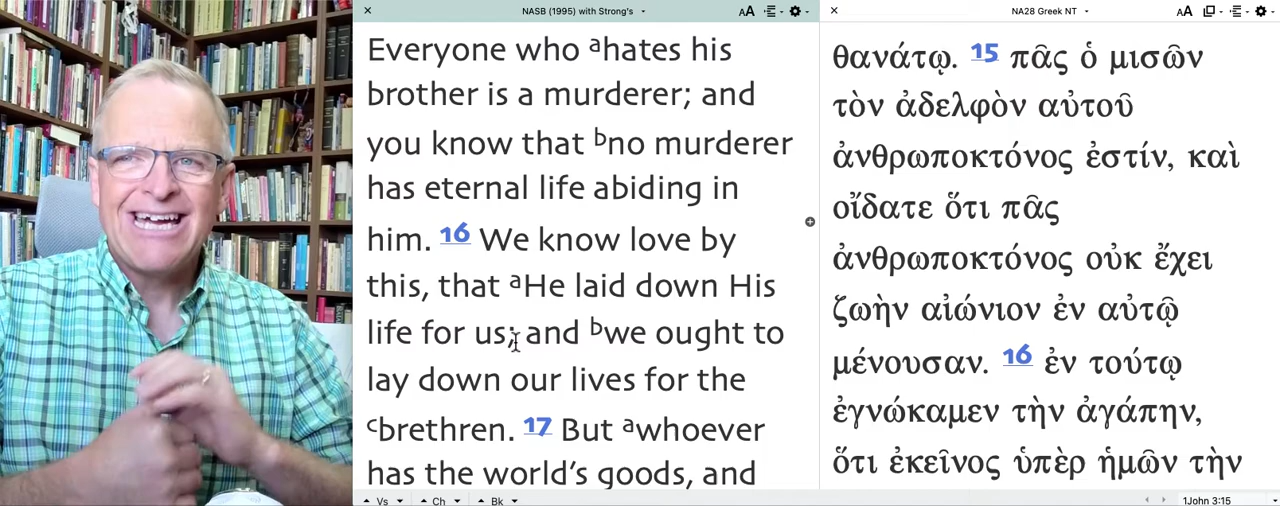 NASB (1995) with Strong's
Everyone who ᵃhates his
brother is a murderer; and
you know that ᵇno murderer
has eternal life abiding in
him. 16 We know love by
this, that ᵃHe laid down His
life for us; and ᵇwe ought to
lay down our lives for the
ᶜbrethren. 17 But ᵃwhoever
has the world's goods, and
Vs Ch Bk
NA28 Greek NT
AA
θανάτῳ. 15 πᾶς ὁ μισῶν
τὸν ἀδελφὸν αὐτοῦ
ἀνθρωποκτόνος ἐστίν, καὶ
οἴδατε ὅτι πᾶς
ἀνθρωποκτόνος οὐκ ἔχει
ζωὴν αἰώνιον ἐν αὐτῷ
μένουσαν. 16 ἐν τούτῳ
ἐγνώκαμεν τὴν ἀγάπην,
ὅτι ἐκεῖνος ὑπὲρ ἡμῶν τὴν
1John 3:15